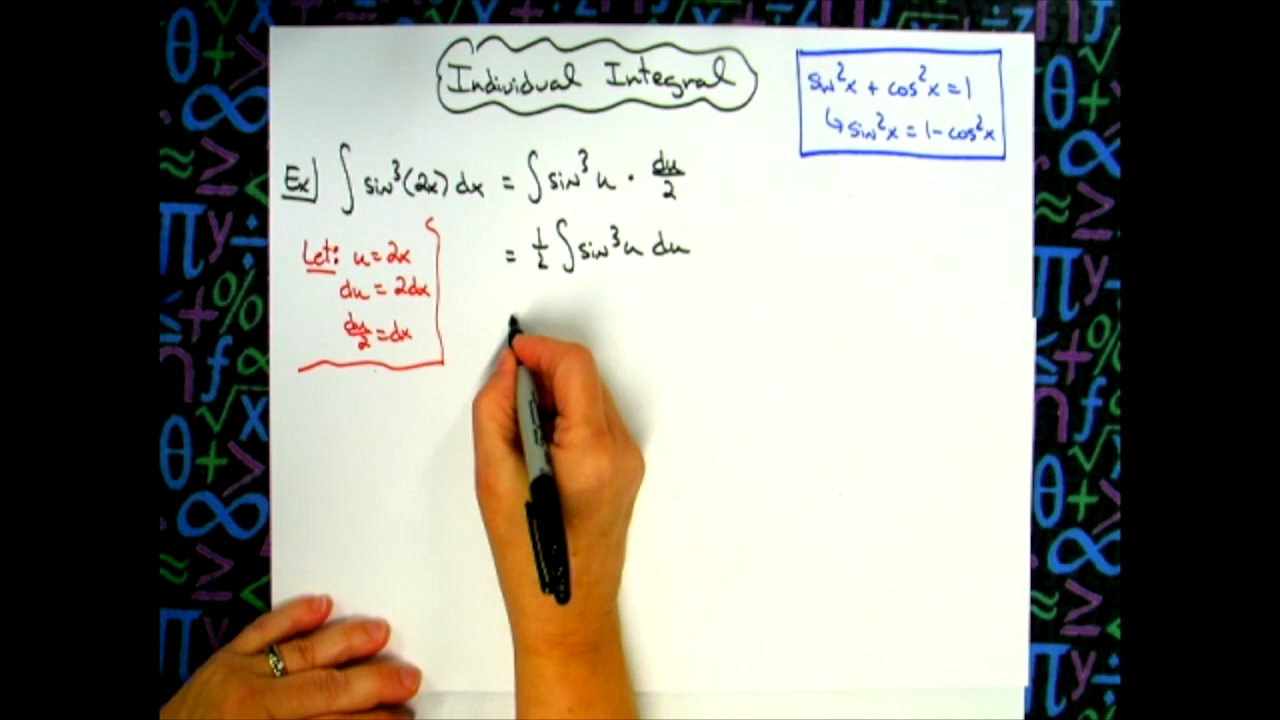 Individual Integral
sin²x + cos²x = 1
↳ sin²x = 1 - cos²x
Ex) ∫ sin³(2x) dx = ∫ sin³ u · du/2
= 1/2 ∫ sin³ u du
Let: u = 2x
du = 2dx
du/2 = dx